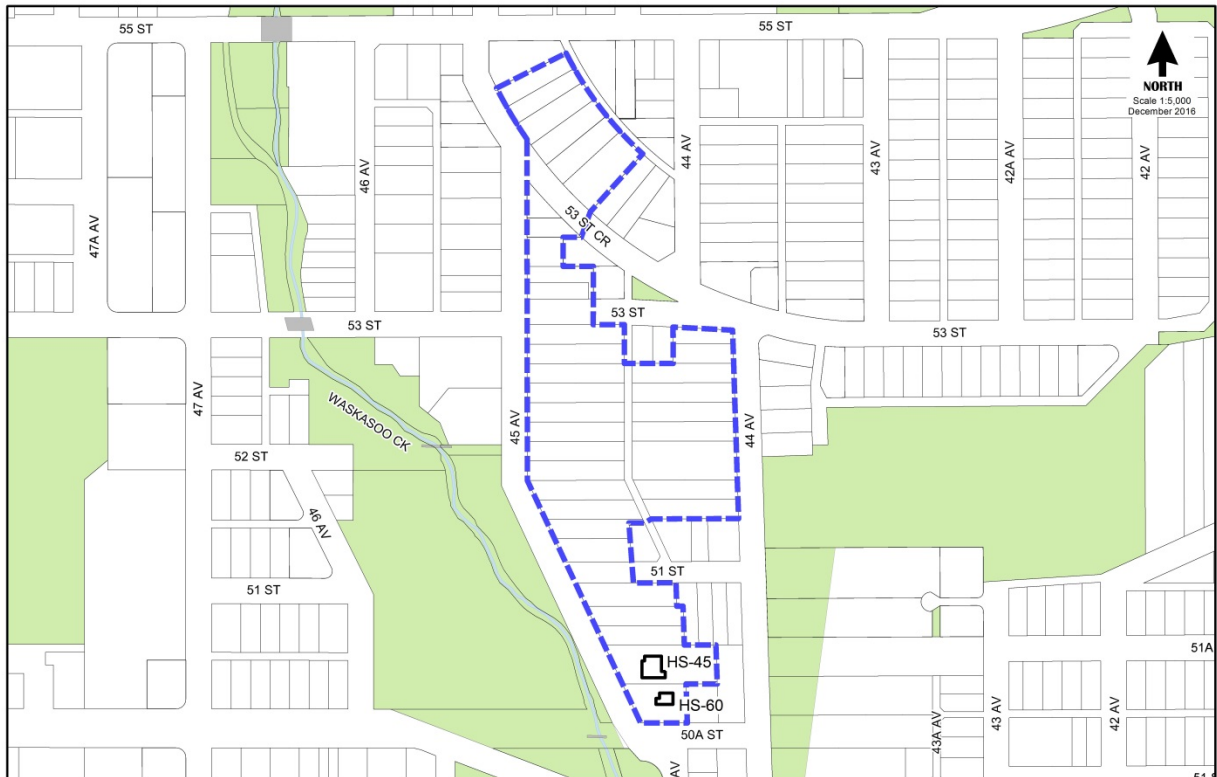 55 ST
55 ST
NORTH
Scale 1:5,000
December 2016
46 AV
44 AV
43 AV
42A AV
42 AV
47A AV
53 ST CR
53 ST
53 ST
53 ST
WASKASOO CK
47 AV
45 AV
44 AV
52 ST
46 AV
51 ST
51 ST
51A
HS-45
HS-60
50A ST
43A AV
43 AV
42 AV
AV